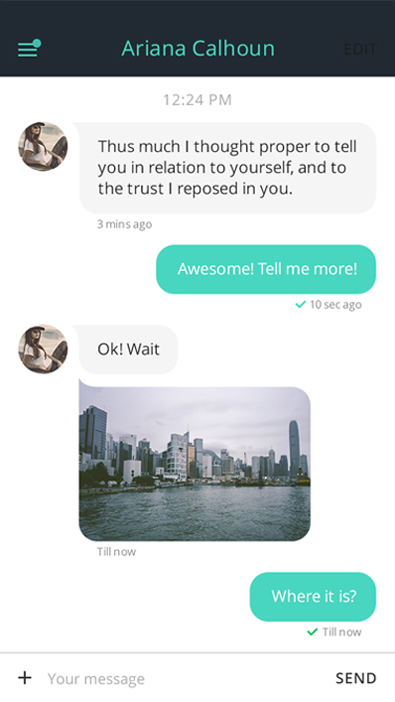 Ariana Calhoun
EDIT
12:24 PM
Thus much I thought proper to tell
you in relation to yourself, and to
the trust I reposed in you.
3 mins ago
Awesome! Tell me more!
10 sec ago
Ok! Wait
Till now
Where it is?
Till now
+ Your message
SEND